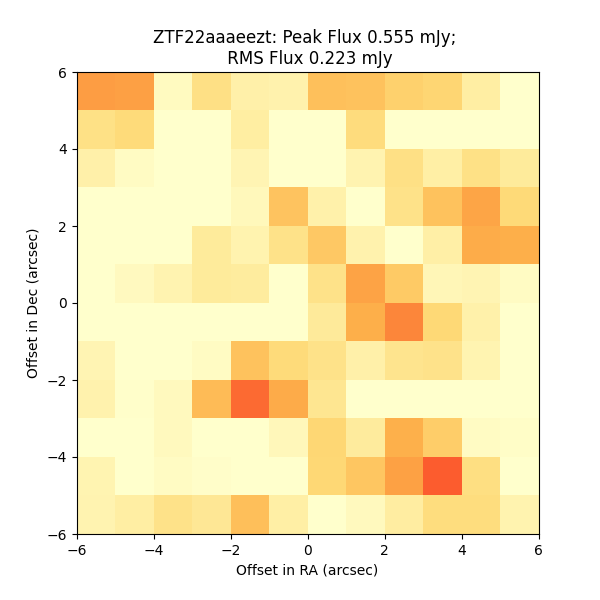 ZTF22aaaeezt: Peak Flux 0.555 mJy;
RMS Flux 0.223 mJy
6
4
2
0
−2
−4
−6
Offset in Dec (arcsec)
−6 −4 −2 0 2 4 6
Offset in RA (arcsec)